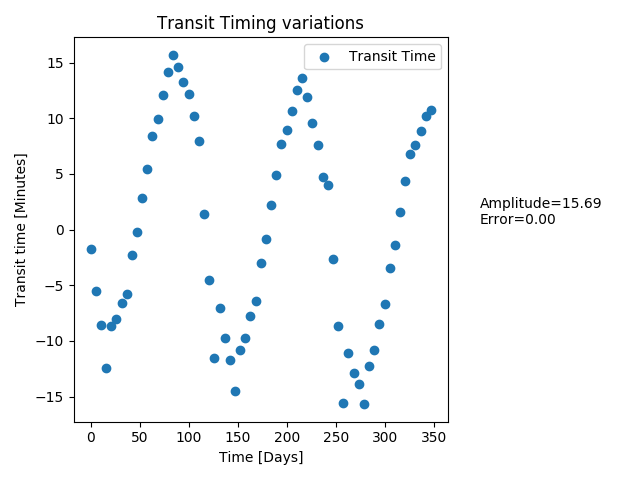 Transit Timing variations
Transit Time
15
10
5
0
−5
−10
−15
Transit time [Minutes]
0 50 100 150 200 250 300 350
Time [Days]
Amplitude=15.69
Error=0.00